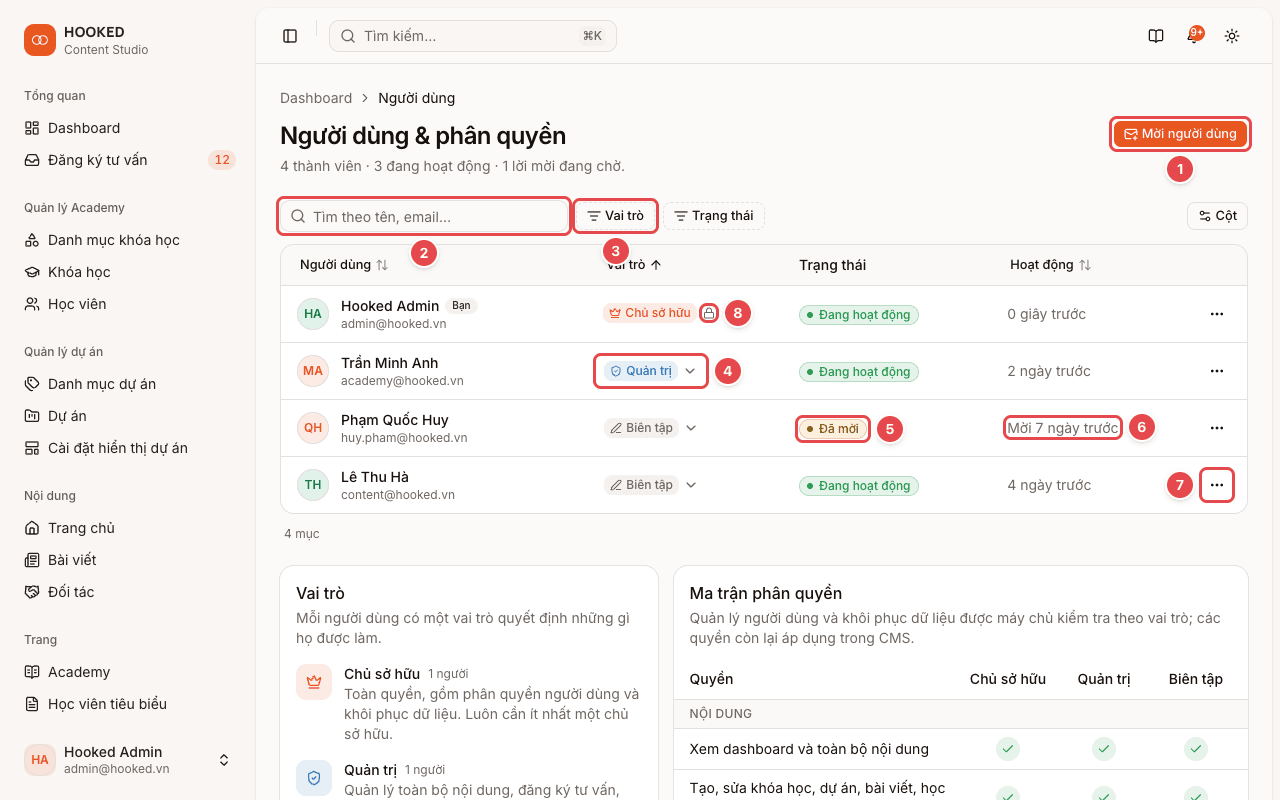 HOOKED
Content Studio
Tìm kiếm...
⌘K
9+
Tổng quan
Dashboard
Đăng ký tư vấn
12
Quản lý Academy
Danh mục khóa học
Khóa học
Học viên
Quản lý dự án
Danh mục dự án
Dự án
Cài đặt hiển thị dự án
Nội dung
Trang chủ
Bài viết
Đối tác
Trang
Academy
Học viên tiêu biểu
HA
Hooked Admin
admin@hooked.vn
Dashboard > Người dùng
Người dùng & phân quyền
4 thành viên · 3 đang hoạt động · 1 lời mời đang chờ.
Mời người dùng
1
Tìm theo tên, email...
Vai trò
Trạng thái
Cột
2
3
Người dùng
Vai trò
Trạng thái
Hoạt động
HA
Hooked Admin
Bạn
admin@hooked.vn
Chủ sở hữu
8
Đang hoạt động
0 giây trước
MA
Trần Minh Anh
academy@hooked.vn
Quản trị
4
Đang hoạt động
2 ngày trước
QH
Phạm Quốc Huy
huy.pham@hooked.vn
Biên tập
Đã mời
5
Mời 7 ngày trước
6
TH
Lê Thu Hà
content@hooked.vn
Biên tập
Đang hoạt động
4 ngày trước
7
4 mục
Vai trò
Mỗi người dùng có một vai trò quyết định những gì
họ được làm.
Chủ sở hữu 1 người
Toàn quyền, gồm phân quyền người dùng và
khôi phục dữ liệu. Luôn cần ít nhất một chủ
sở hữu.
Quản trị 1 người
Quản lý toàn bộ nội dung, đăng ký tư vấn,
Ma trận phân quyền
Quản lý người dùng và khôi phục dữ liệu được máy chủ kiểm tra theo vai trò; các
quyền còn lại áp dụng trong CMS.
Quyền
Chủ sở hữu
Quản trị
Biên tập
NỘI DUNG
Xem dashboard và toàn bộ nội dung
Tạo, sửa khóa học, dự án, bài viết, học